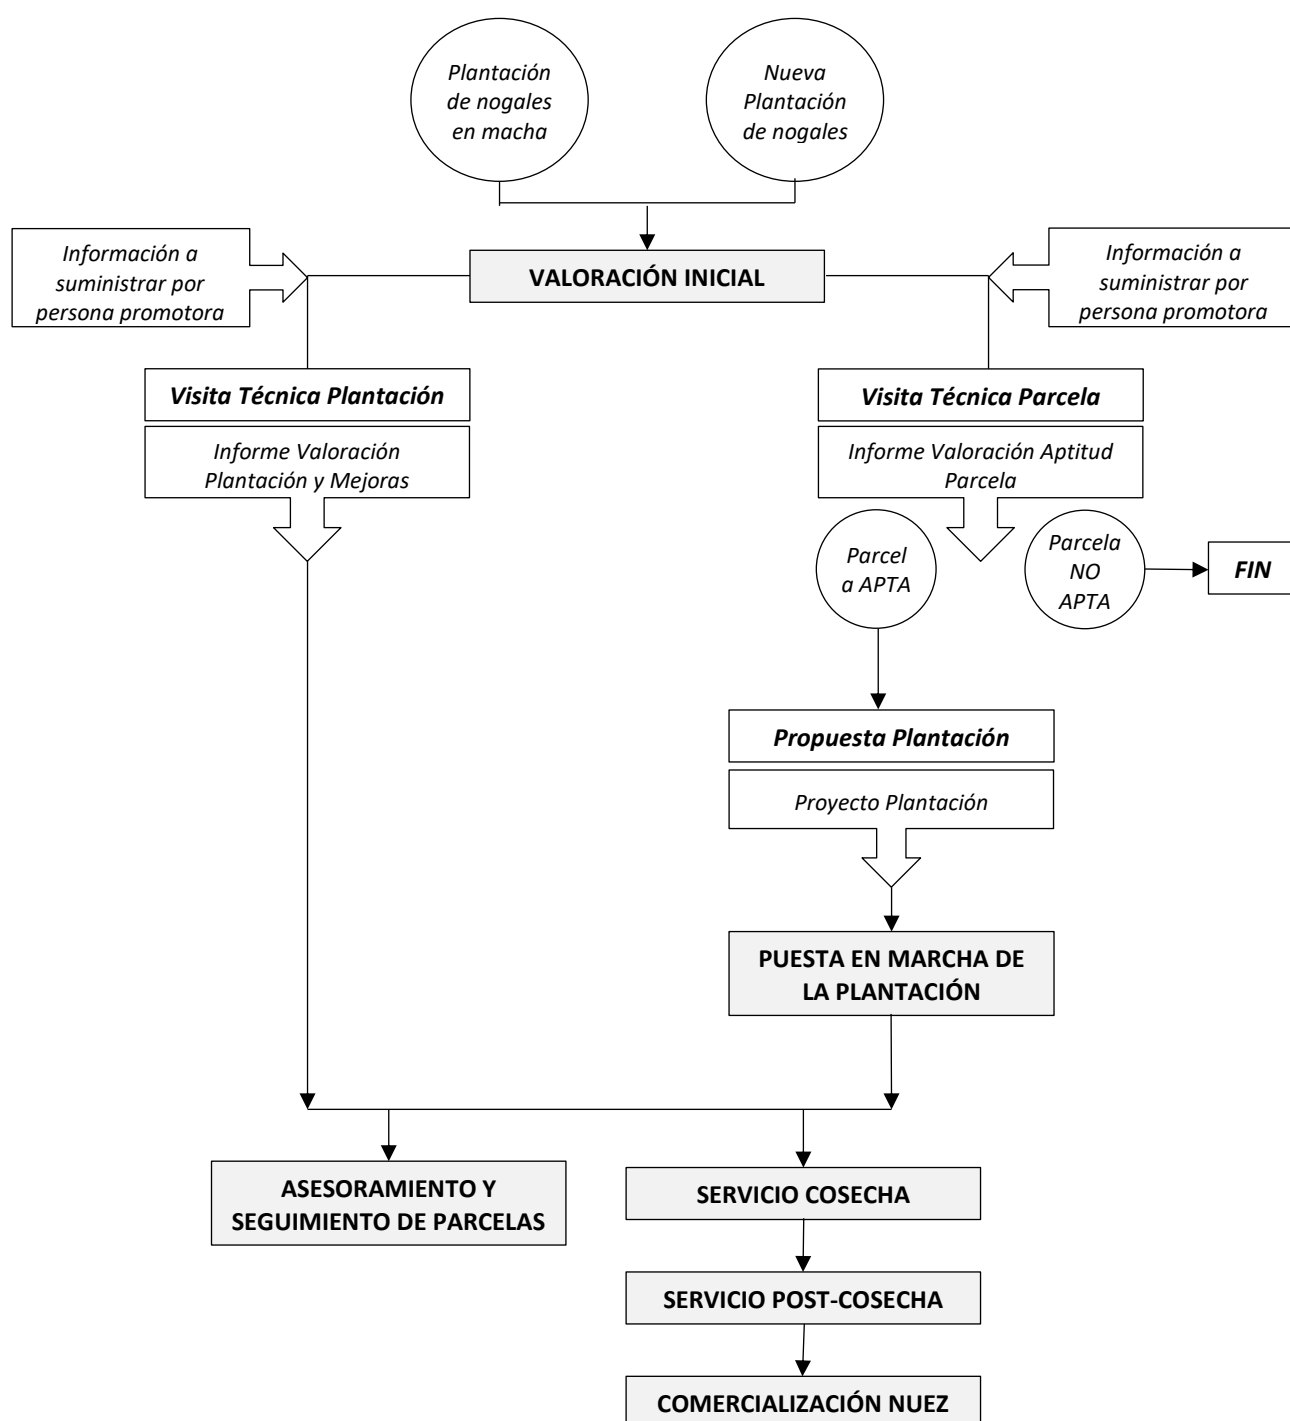 Plantación
de nogales
en macha
Nueva
Plantación
de nogales
Información a
suministrar por
persona promotora
VALORACIÓN INICIAL
Información a
suministrar por
persona promotora
Visita Técnica Plantación
Informe Valoración
Plantación y Mejoras
Visita Técnica Parcela
Informe Valoración Aptitud
Parcela
Parcel
a APTA
Parcela
NO
APTA
FIN
Propuesta Plantación
Proyecto Plantación
PUESTA EN MARCHA DE
LA PLANTACIÓN
ASESORAMIENTO Y
SEGUIMIENTO DE PARCELAS
SERVICIO COSECHA
SERVICIO POST-COSECHA
COMERCIALIZACIÓN NUEZ